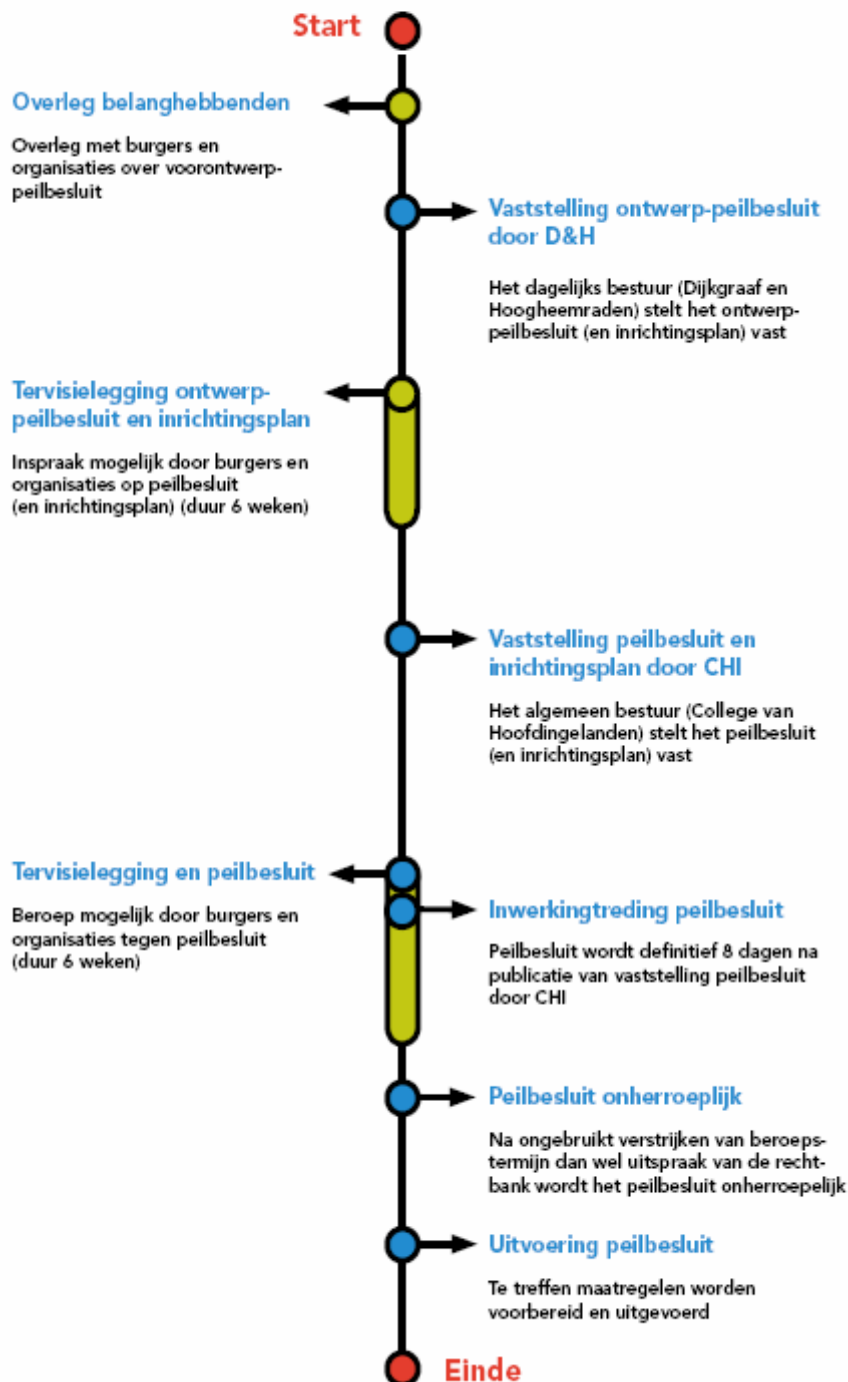 Start
Overleg belanghebbenden
Overleg met burgers en
organisaties over voorontwerp-
peilbesluit
Vaststelling ontwerp-peilbesluit
door D&H
Het dagelijks bestuur (Dijkgraaf en
Hoogheemraden) stelt het ontwerp-
peilbesluit (en inrichtingsplan) vast
Tervisielegging ontwerp-
peilbesluit en inrichtingsplan
Inspraak mogelijk door burgers en
organisaties op peilbesluit
(en inrichtingsplan) (duur 6 weken)
Vaststelling peilbesluit en
inrichtingsplan door CHI
Het algemeen bestuur (College van
Hoofdingelanden) stelt het peilbesluit
(en inrichtingsplan) vast
Tervisielegging en peilbesluit
Beroep mogelijk door burgers en
organisaties tegen peilbesluit
(duur 6 weken)
Inwerkingtreding peilbesluit
Peilbesluit wordt definitief 8 dagen na
publicatie van vaststelling peilbesluit
door CHI
Peilbesluit onherroeplijk
Na ongebruikt verstrijken van beroeps-
termijn dan wel uitspraak van de recht-
bank wordt het peilbesluit onherroepelijk
Uitvoering peilbesluit
Te treffen maatregelen worden
voorbereid en uitgevoerd
Einde